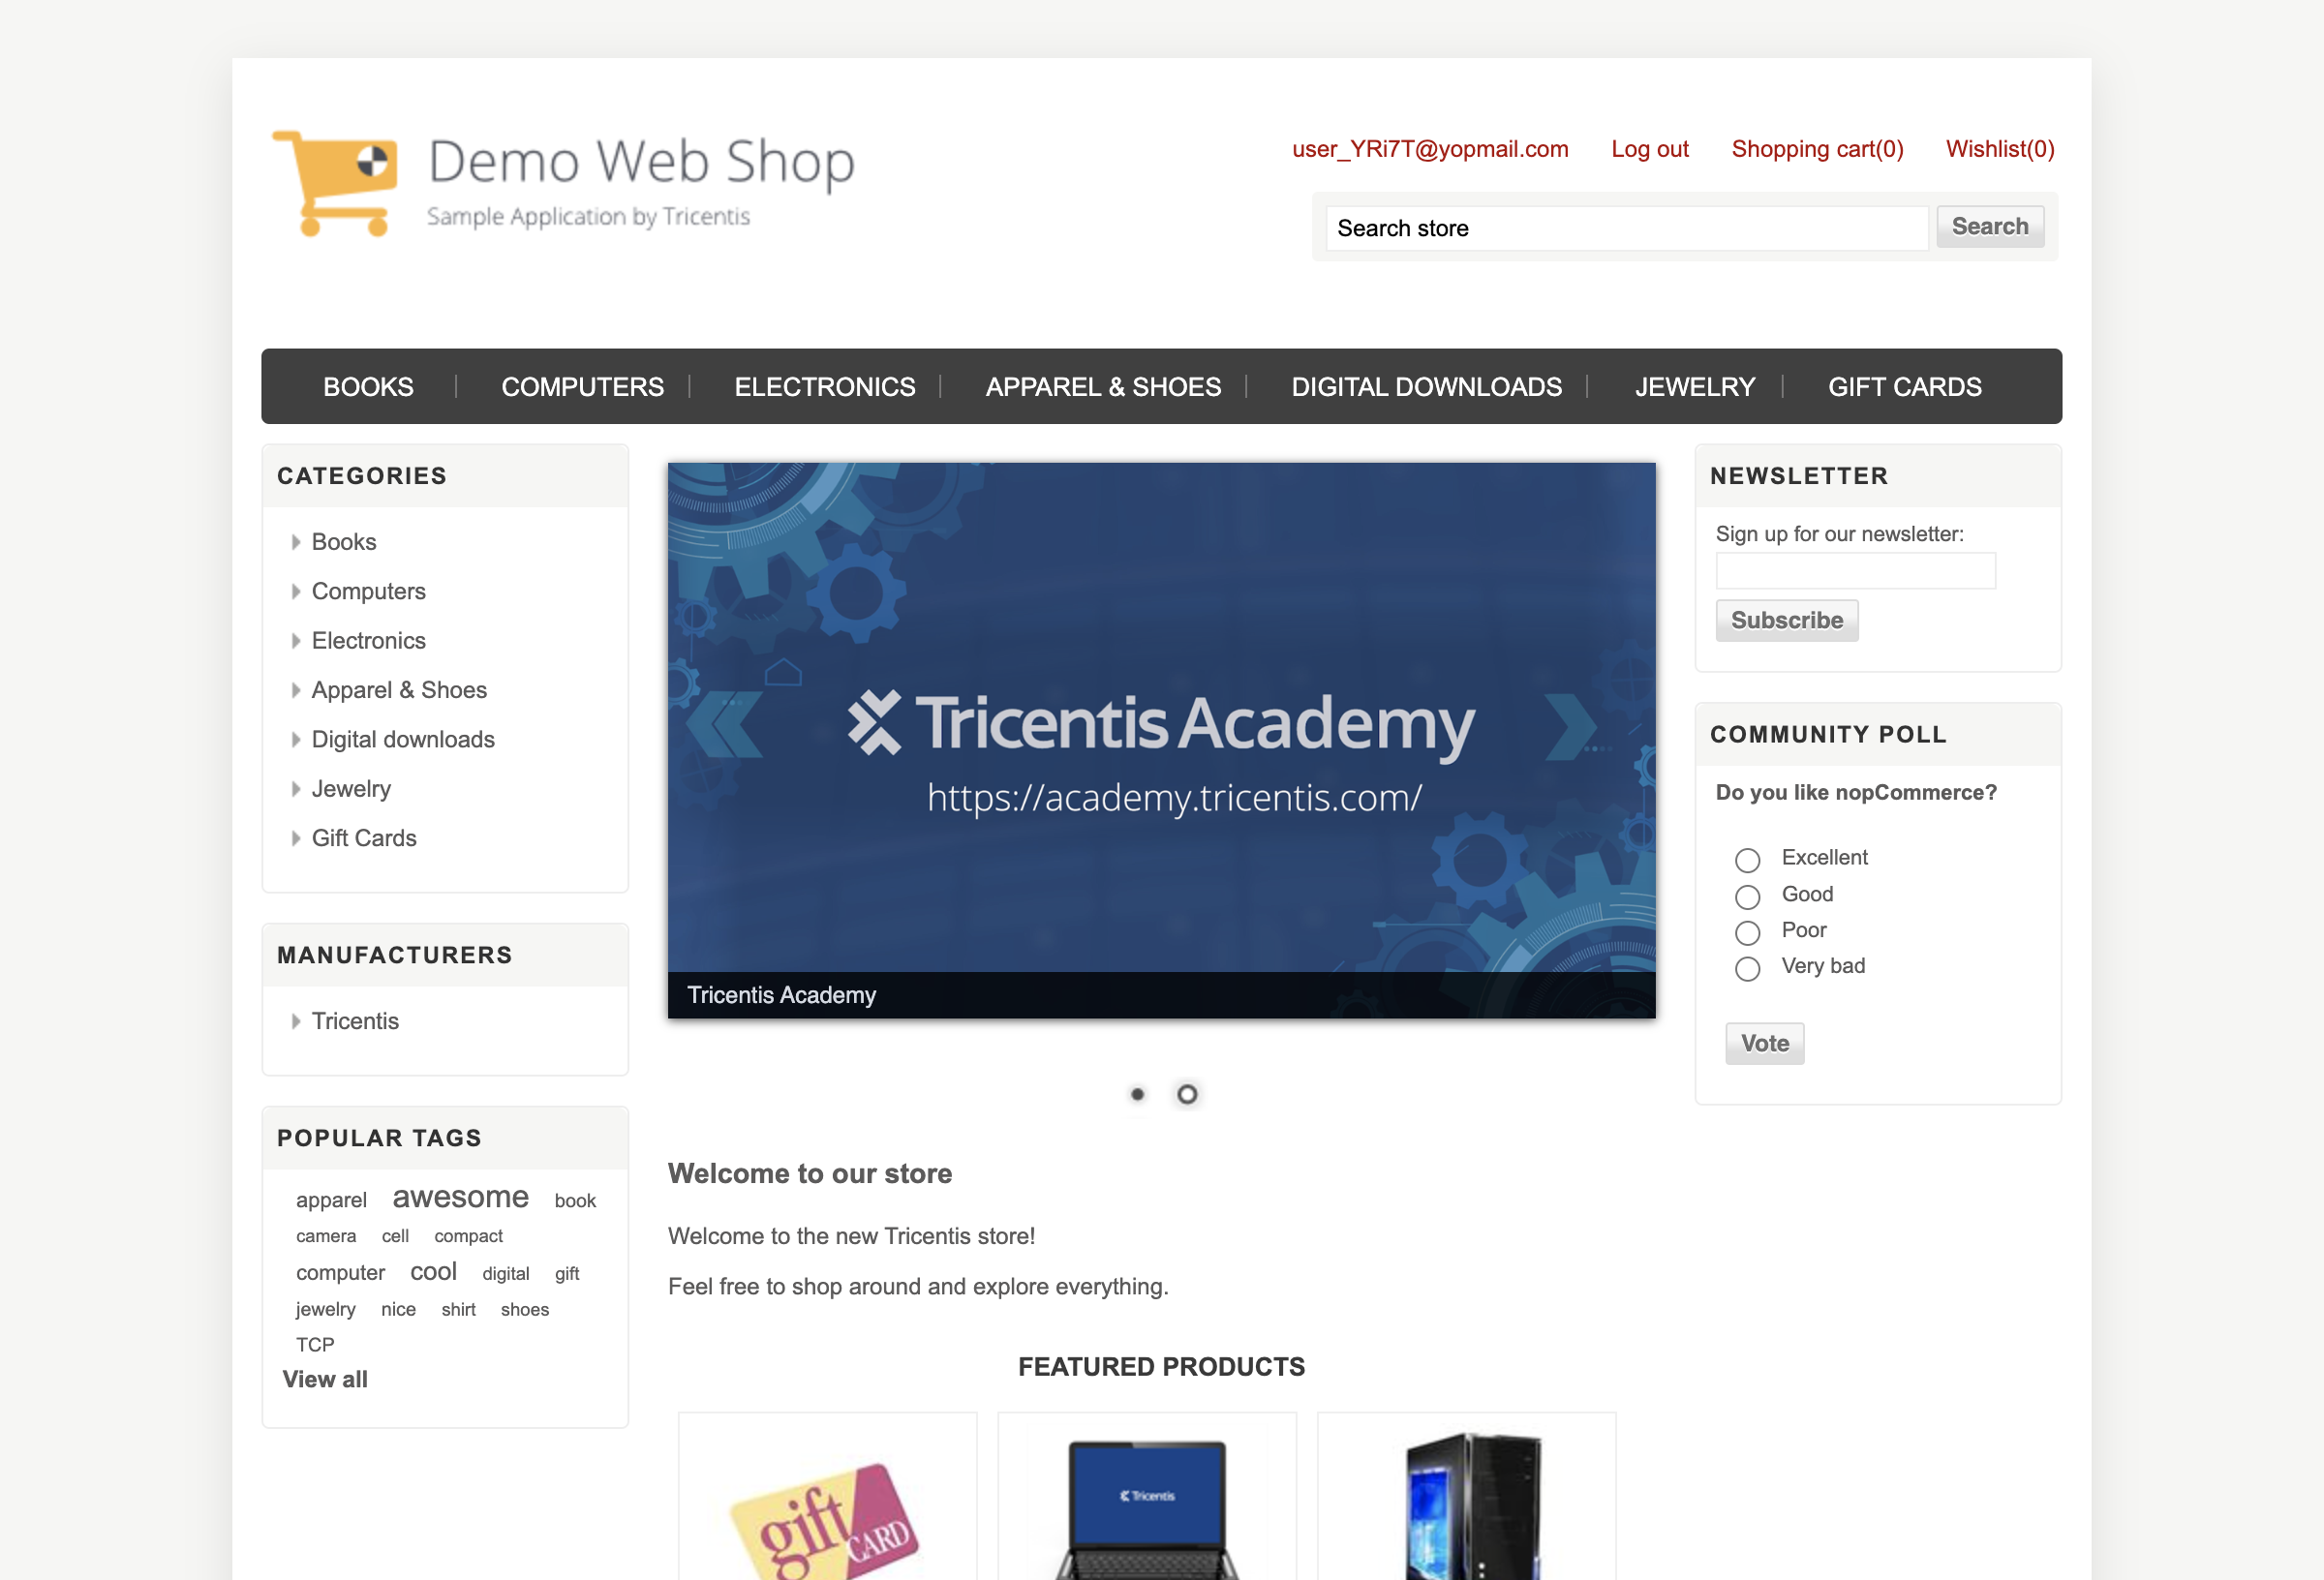 Demo Web Shop
Sample Application by Tricentis
user_YRi7T@yopmail.com Log out Shopping cart(0) Wishlist(0)
Search store Search
BOOKS COMPUTERS ELECTRONICS APPAREL & SHOES DIGITAL DOWNLOADS JEWELRY GIFT CARDS
CATEGORIES
Books
Computers
Electronics
Apparel & Shoes
Digital downloads
Jewelry
Gift Cards
MANUFACTURERS
Tricentis
POPULAR TAGS
apparel awesome book
camera cell compact
computer cool digital gift
jewelry nice shirt shoes
TCP
View all
Tricentis Academy
https://academy.tricentis.com/
Tricentis Academy
Welcome to our store
Welcome to the new Tricentis store!
Feel free to shop around and explore everything.
FEATURED PRODUCTS
gift CARD
Tricentis
NEWSLETTER
Sign up for our newsletter:
Subscribe
COMMUNITY POLL
Do you like nopCommerce?
Excellent
Good
Poor
Very bad
Vote